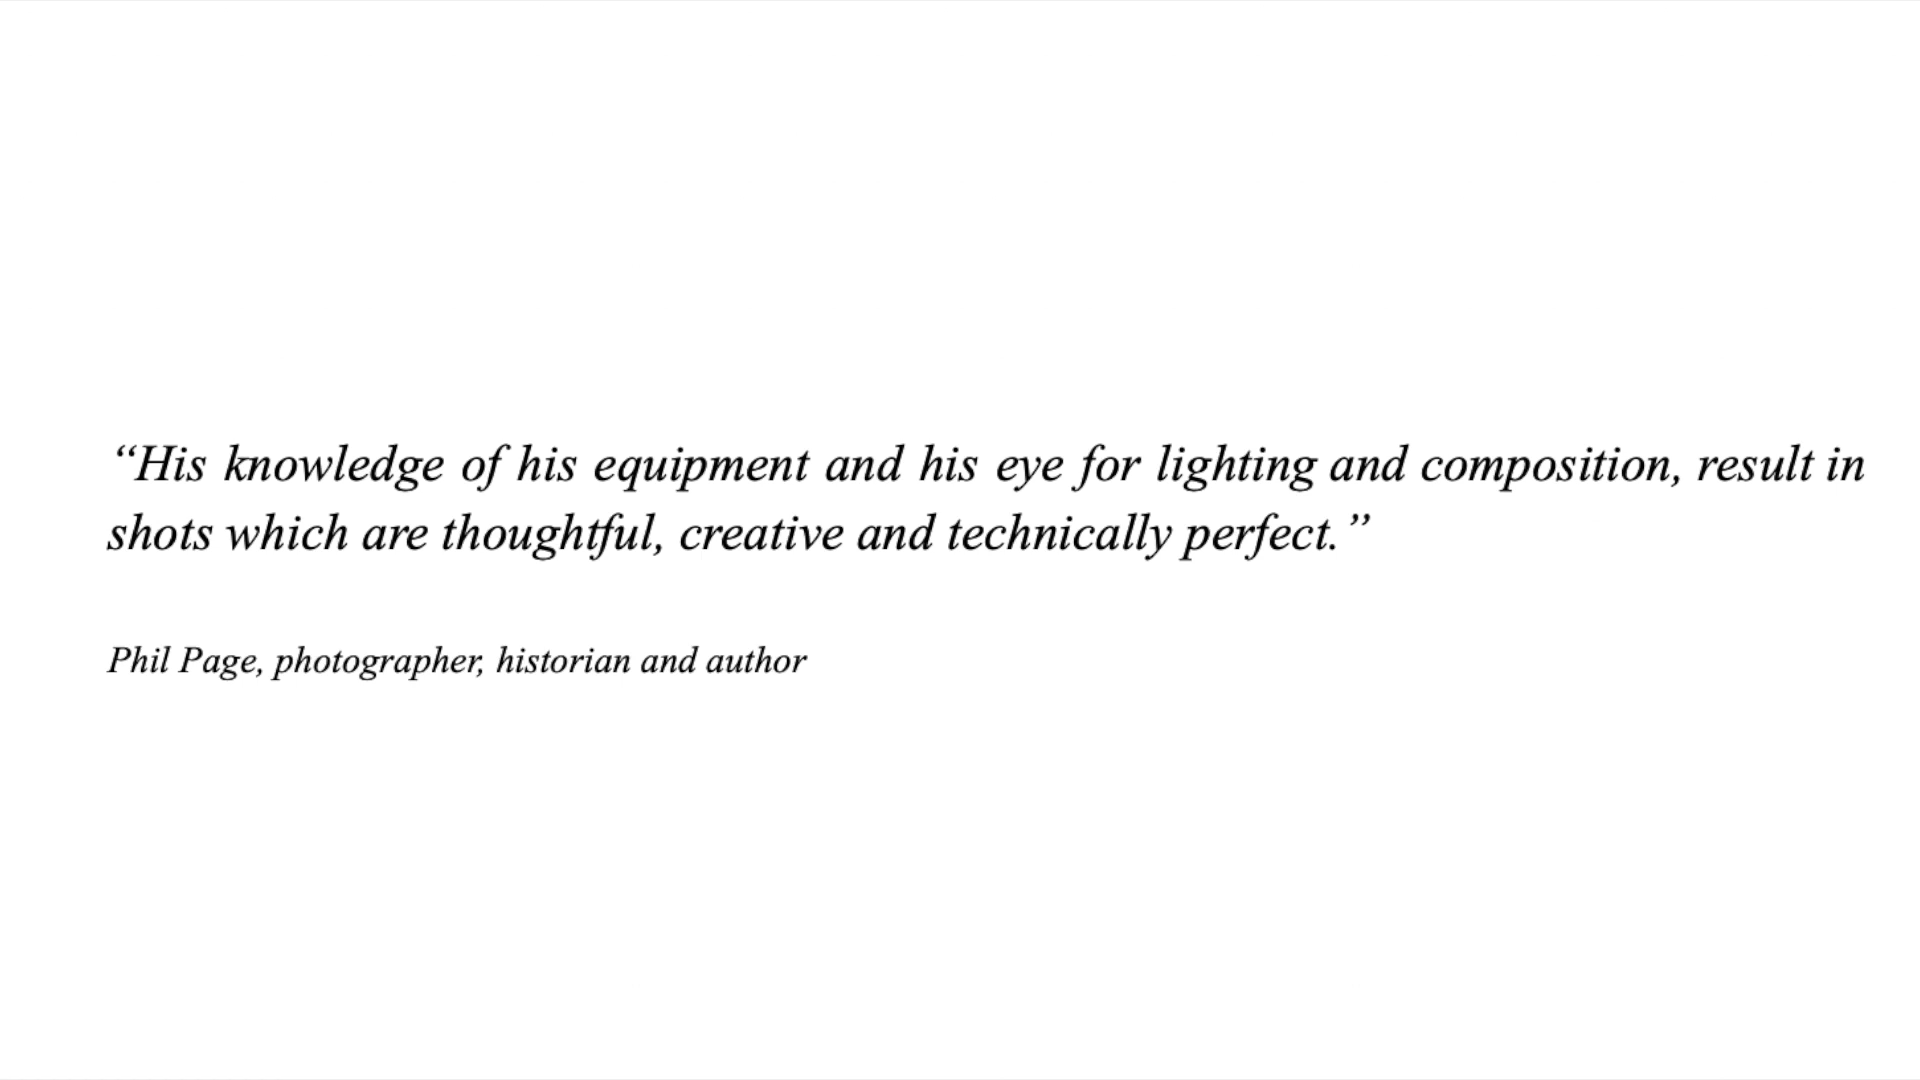 “His knowledge of his equipment and his eye for lighting and composition, result in
shots which are thoughtful, creative and technically perfect.”
Phil Page, photographer, historian and author